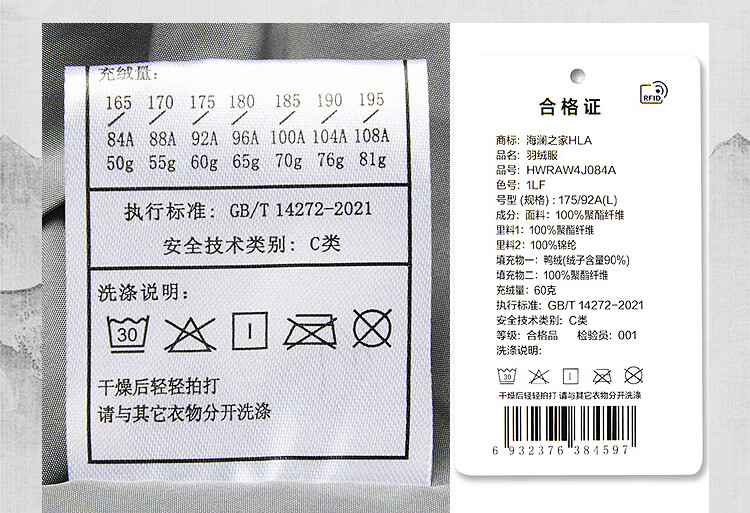 充绒量:
165 170 175 180 185 190 195
84A 88A 92A 96A 100A 104A 108A
50g 55g 60g 65g 70g 76g 81g
执行标准: GB/T 14272-2021
安全技术类别: C类
洗涤说明:
30
干燥后轻轻拍打
请与其它衣物分开洗涤
RFID
合格证
商标: 海澜之家HLA
品名: 羽绒服
品号: HWRAW4J084A
色号: 1LF
号型 (规格) : 175/92A(L)
成分: 面料: 100%聚酯纤维
里料1: 100%聚酯纤维
里料2: 100%锦纶
填充物一: 鸭绒(绒子含量90%)
填充物二: 100%聚酯纤维
充绒量: 60克
执行标准: GB/T 14272-2021
安全技术类别: C类
等级: 合格品 检验员: 001
洗涤说明:
30
干燥后轻轻拍打 请与其它衣物分开洗涤
6 932376 384597